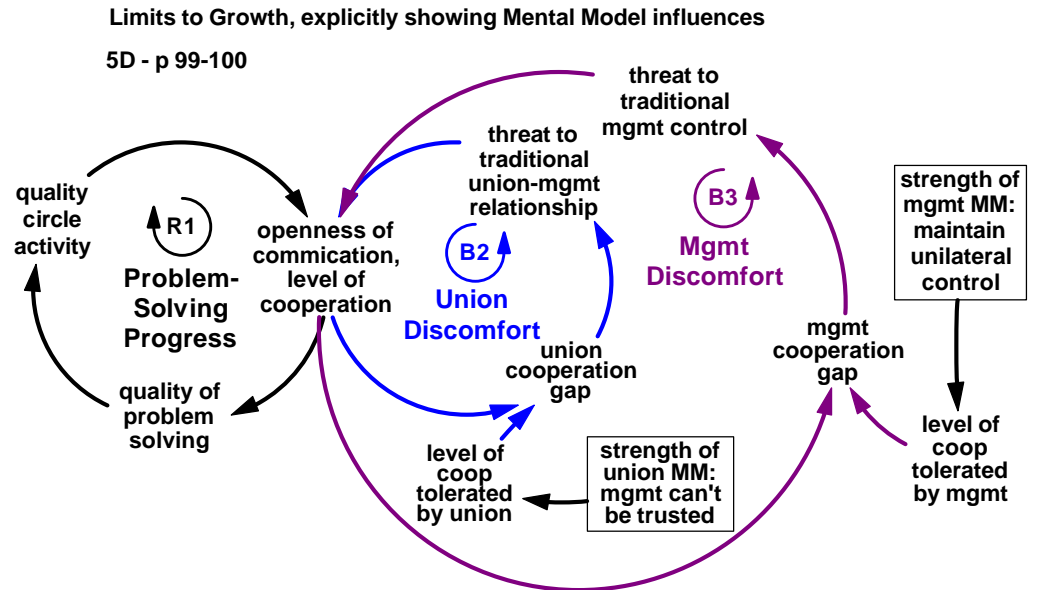 Limits to Growth, explicitly showing Mental Model influences
5D - p 99-100
threat to
traditional
mgmt control
threat to
traditional
union-mgmt
relationship
quality
circle
activity
R1
Problem-
Solving
Progress
openness of
commication,
level of
cooperation
B2
Union
Discomfort
B3
Mgmt
Discomfort
strength of
mgmt MM:
maintain
unilateral
control
union
cooperation
gap
mgmt
cooperation
gap
quality of
problem
solving
level of
coop
tolerated
by union
strength of
union MM:
mgmt can't
be trusted
level of
coop
tolerated
by mgmt